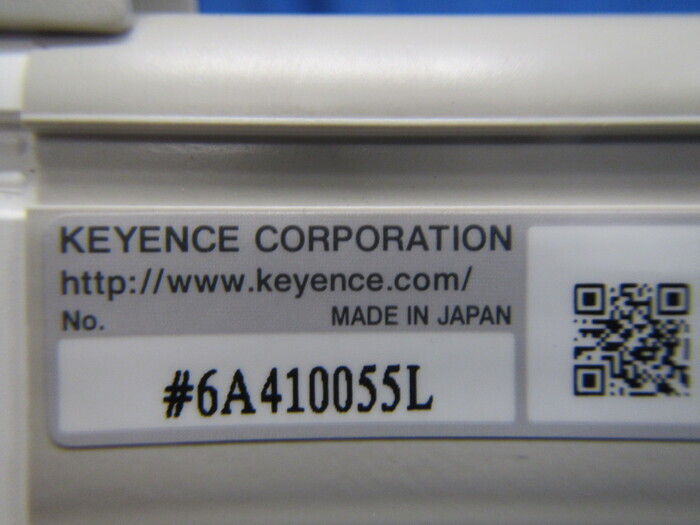 KEYENCE CORPORATION
http://www.keyence.com/
No. MADE IN JAPAN
#6A410055L